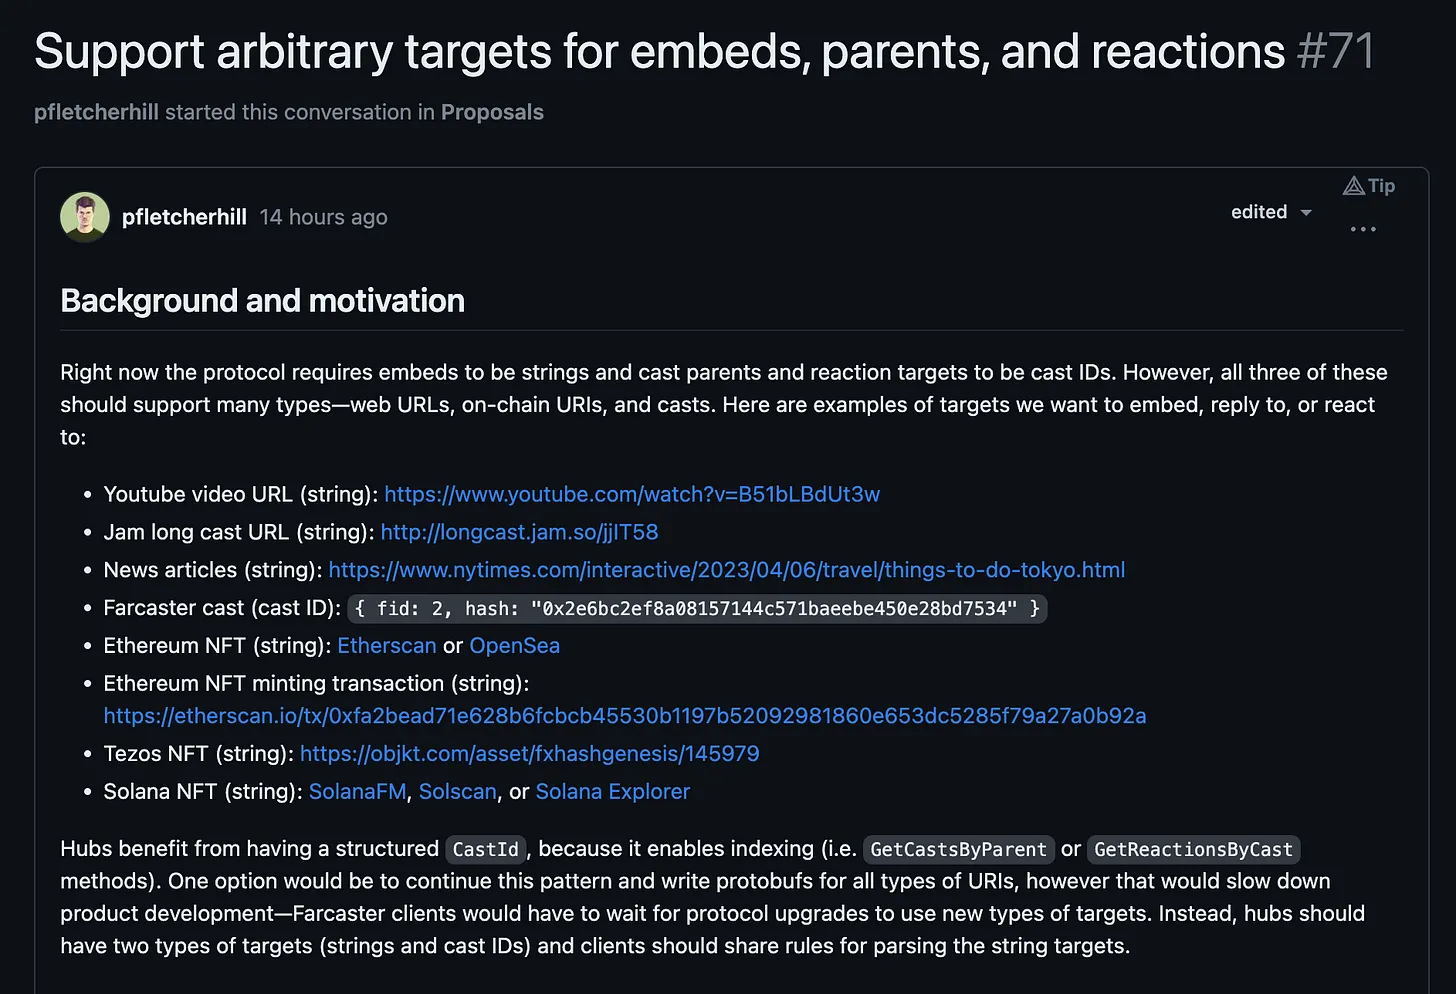 Support arbitrary targets for embeds, parents, and reactions #71
pfletcherhill started this conversation in Proposals
Tip
pfletcherhill 14 hours ago
edited
Background and motivation
Right now the protocol requires embeds to be strings and cast parents and reaction targets to be cast IDs. However, all three of these
should support many types—web URLs, on-chain URIs, and casts. Here are examples of targets we want to embed, reply to, or react
to:
• Youtube video URL (string): https://www.youtube.com/watch?v=B51bLBdUt3w
• Jam long cast URL (string): http://longcast.jam.so/jjIT58
• News articles (string): https://www.nytimes.com/interactive/2023/04/06/travel/things-to-do-tokyo.html
• Farcaster cast (cast ID): { fid: 2, hash: "0x2e6bc2ef8a08157144c571baeebe450e28bd7534" }
• Ethereum NFT (string): Etherscan or OpenSea
• Ethereum NFT minting transaction (string):
https://etherscan.io/tx/0xfa2bead71e628b6fcbcb45530b1197b52092981860e653dc5285f79a27a0b92a
• Tezos NFT (string): https://objkt.com/asset/fxhashgenesis/145979
• Solana NFT (string): SolanaFM, Solscan, or Solana Explorer
Hubs benefit from having a structured CastId, because it enables indexing (i.e. GetCastsByParent or GetReactionsByCast
methods). One option would be to continue this pattern and write protobufs for all types of URIs, however that would slow down
product development—Farcaster clients would have to wait for protocol upgrades to use new types of targets. Instead, hubs should
have two types of targets (strings and cast IDs) and clients should share rules for parsing the string targets.